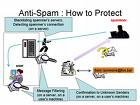 Anti-Spam : How to Protect
Blacklisting spammer's servers.
Detecting spammer's connection
(on a server)
spammer
Message Filtering
(on a server, on a
user's machine)
Confirmation to Unknown Senders
(on a server, on a user's machine)